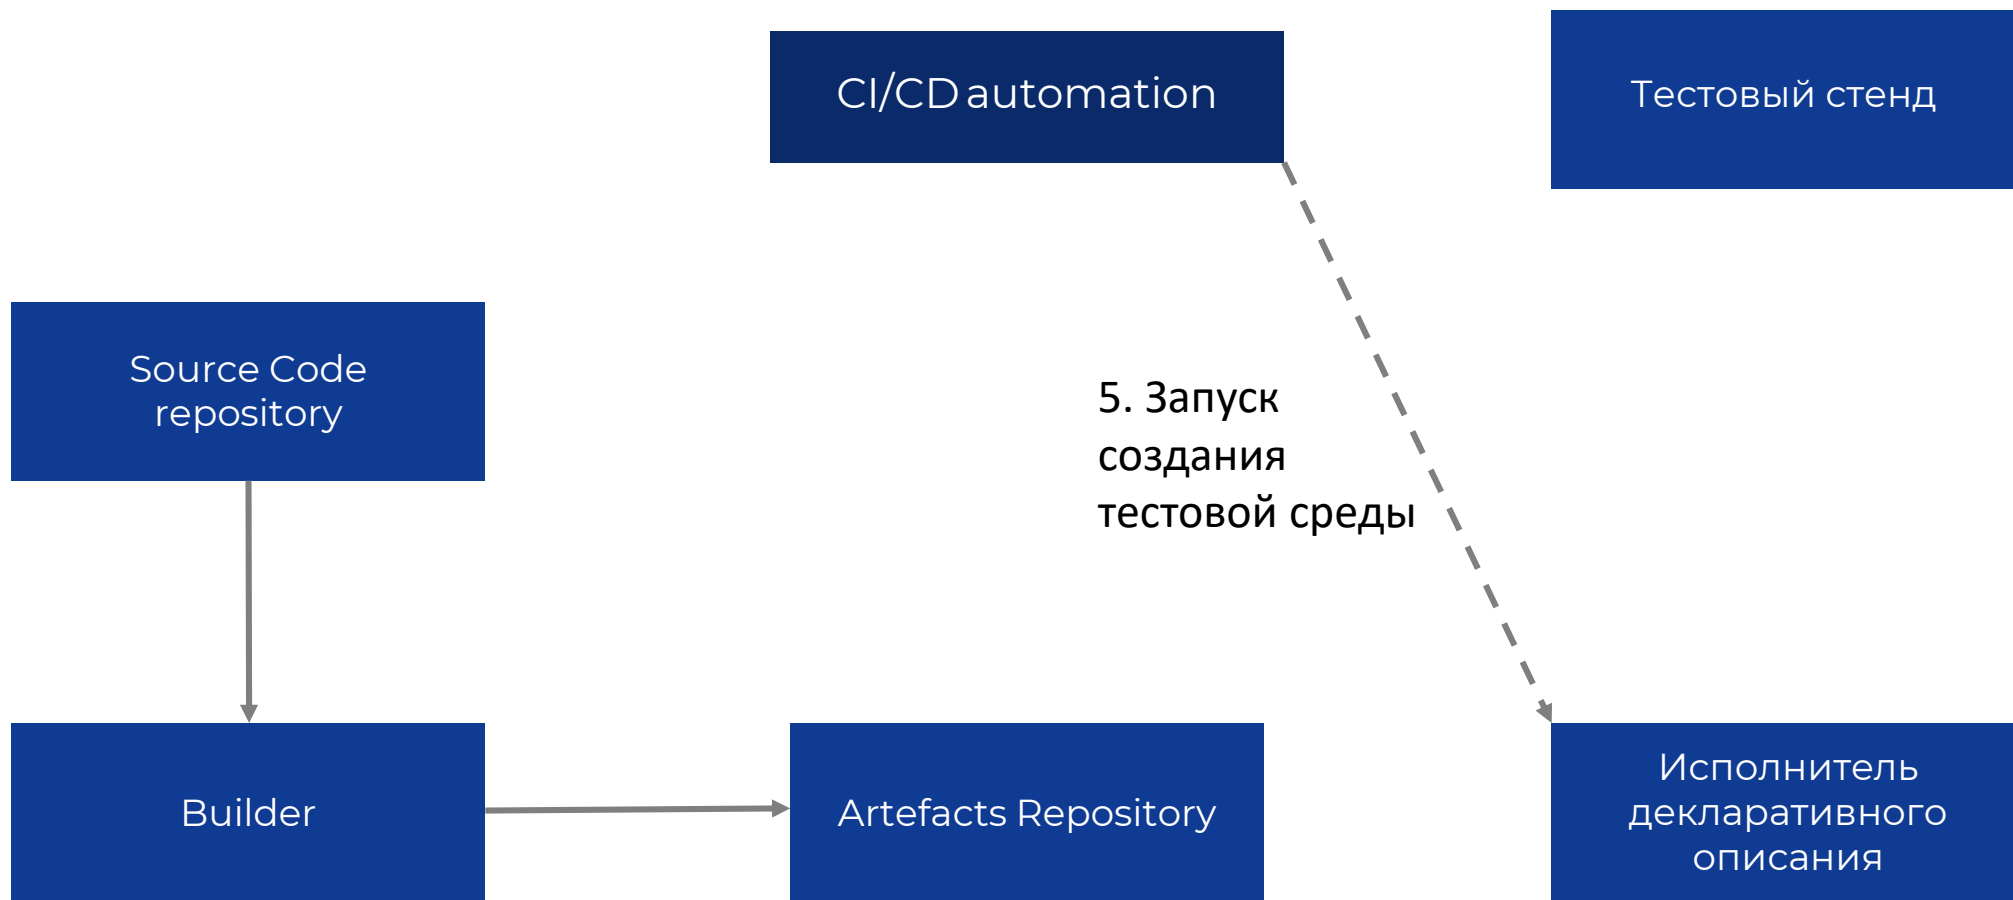 CI/CD automation
Тестовый стенд
Source Code
repository
5. Запуск
создания
тестовой среды
Builder
Artefacts Repository
Исполнитель
декларативного
описания